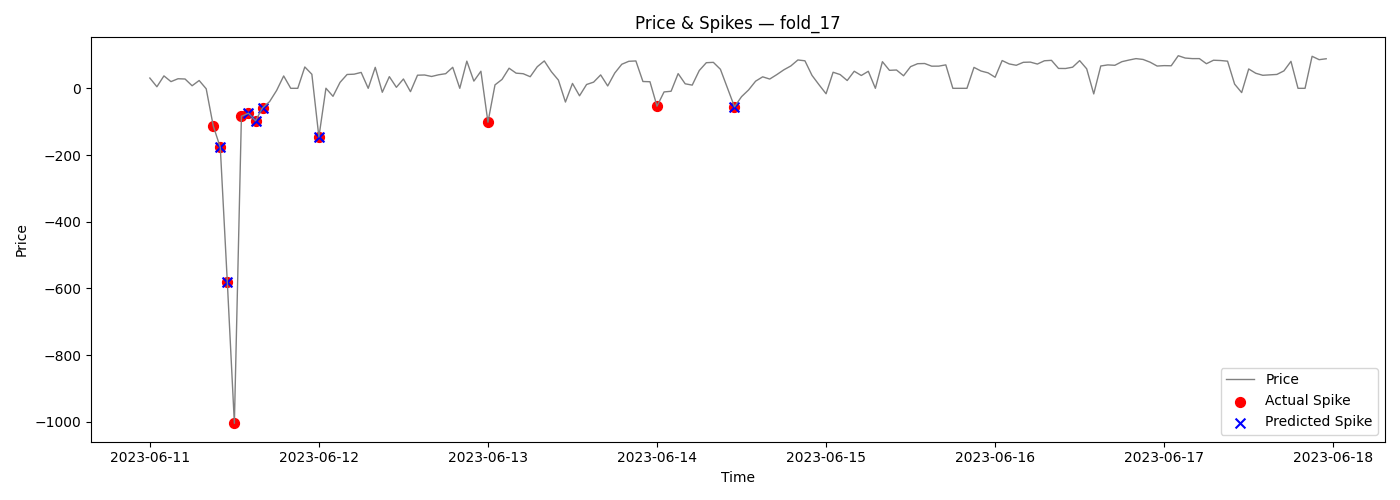 Price & Spikes — fold_17
Price
0
−200
−400
−600
−800
−1000
2023-06-11
2023-06-12
2023-06-13
2023-06-14
2023-06-15
2023-06-16
2023-06-17
2023-06-18
Time
Price
Actual Spike
Predicted Spike